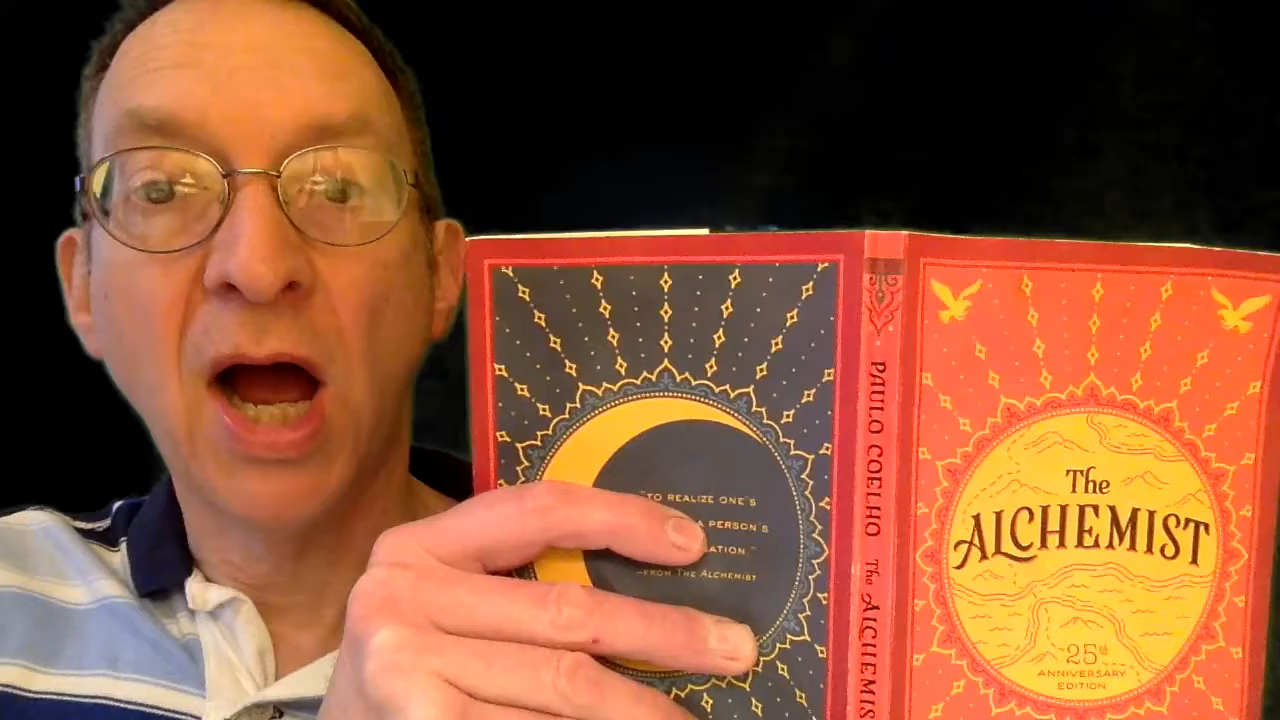 "TO REALIZE ONE'S
A PERSON'S
ATION."
—FROM THE ALCHEMIST
PAULO COELHO The ALCHEMIS
The
ALCHEMIST
25th
ANNIVERSARY
EDITION